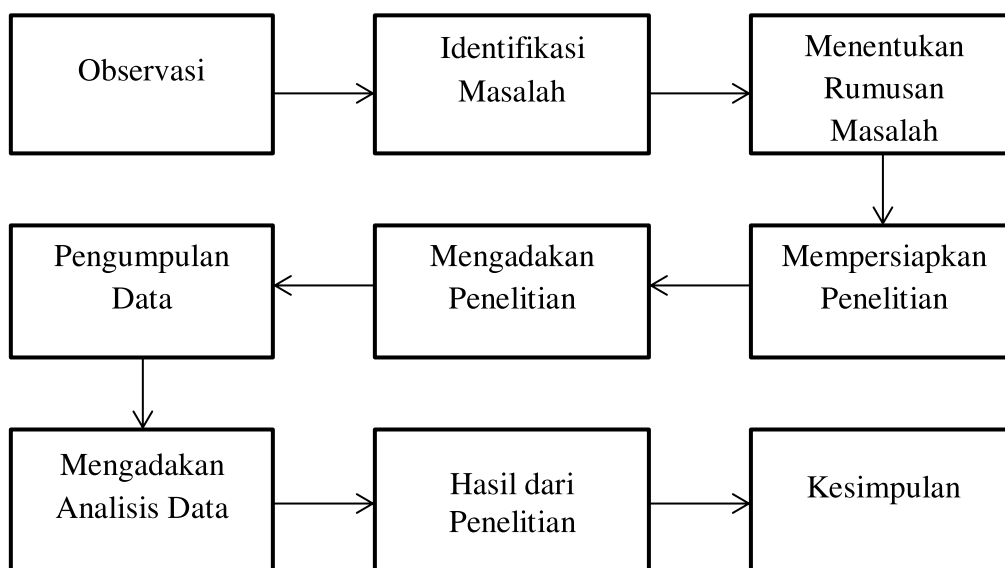 Observasi
Identifikasi
Masalah
Menentukan
Rumusan
Masalah
Mempersiapkan
Penelitian
Mengadakan
Penelitian
Pengumpulan
Data
Mengadakan
Analisis Data
Hasil dari
Penelitian
Kesimpulan